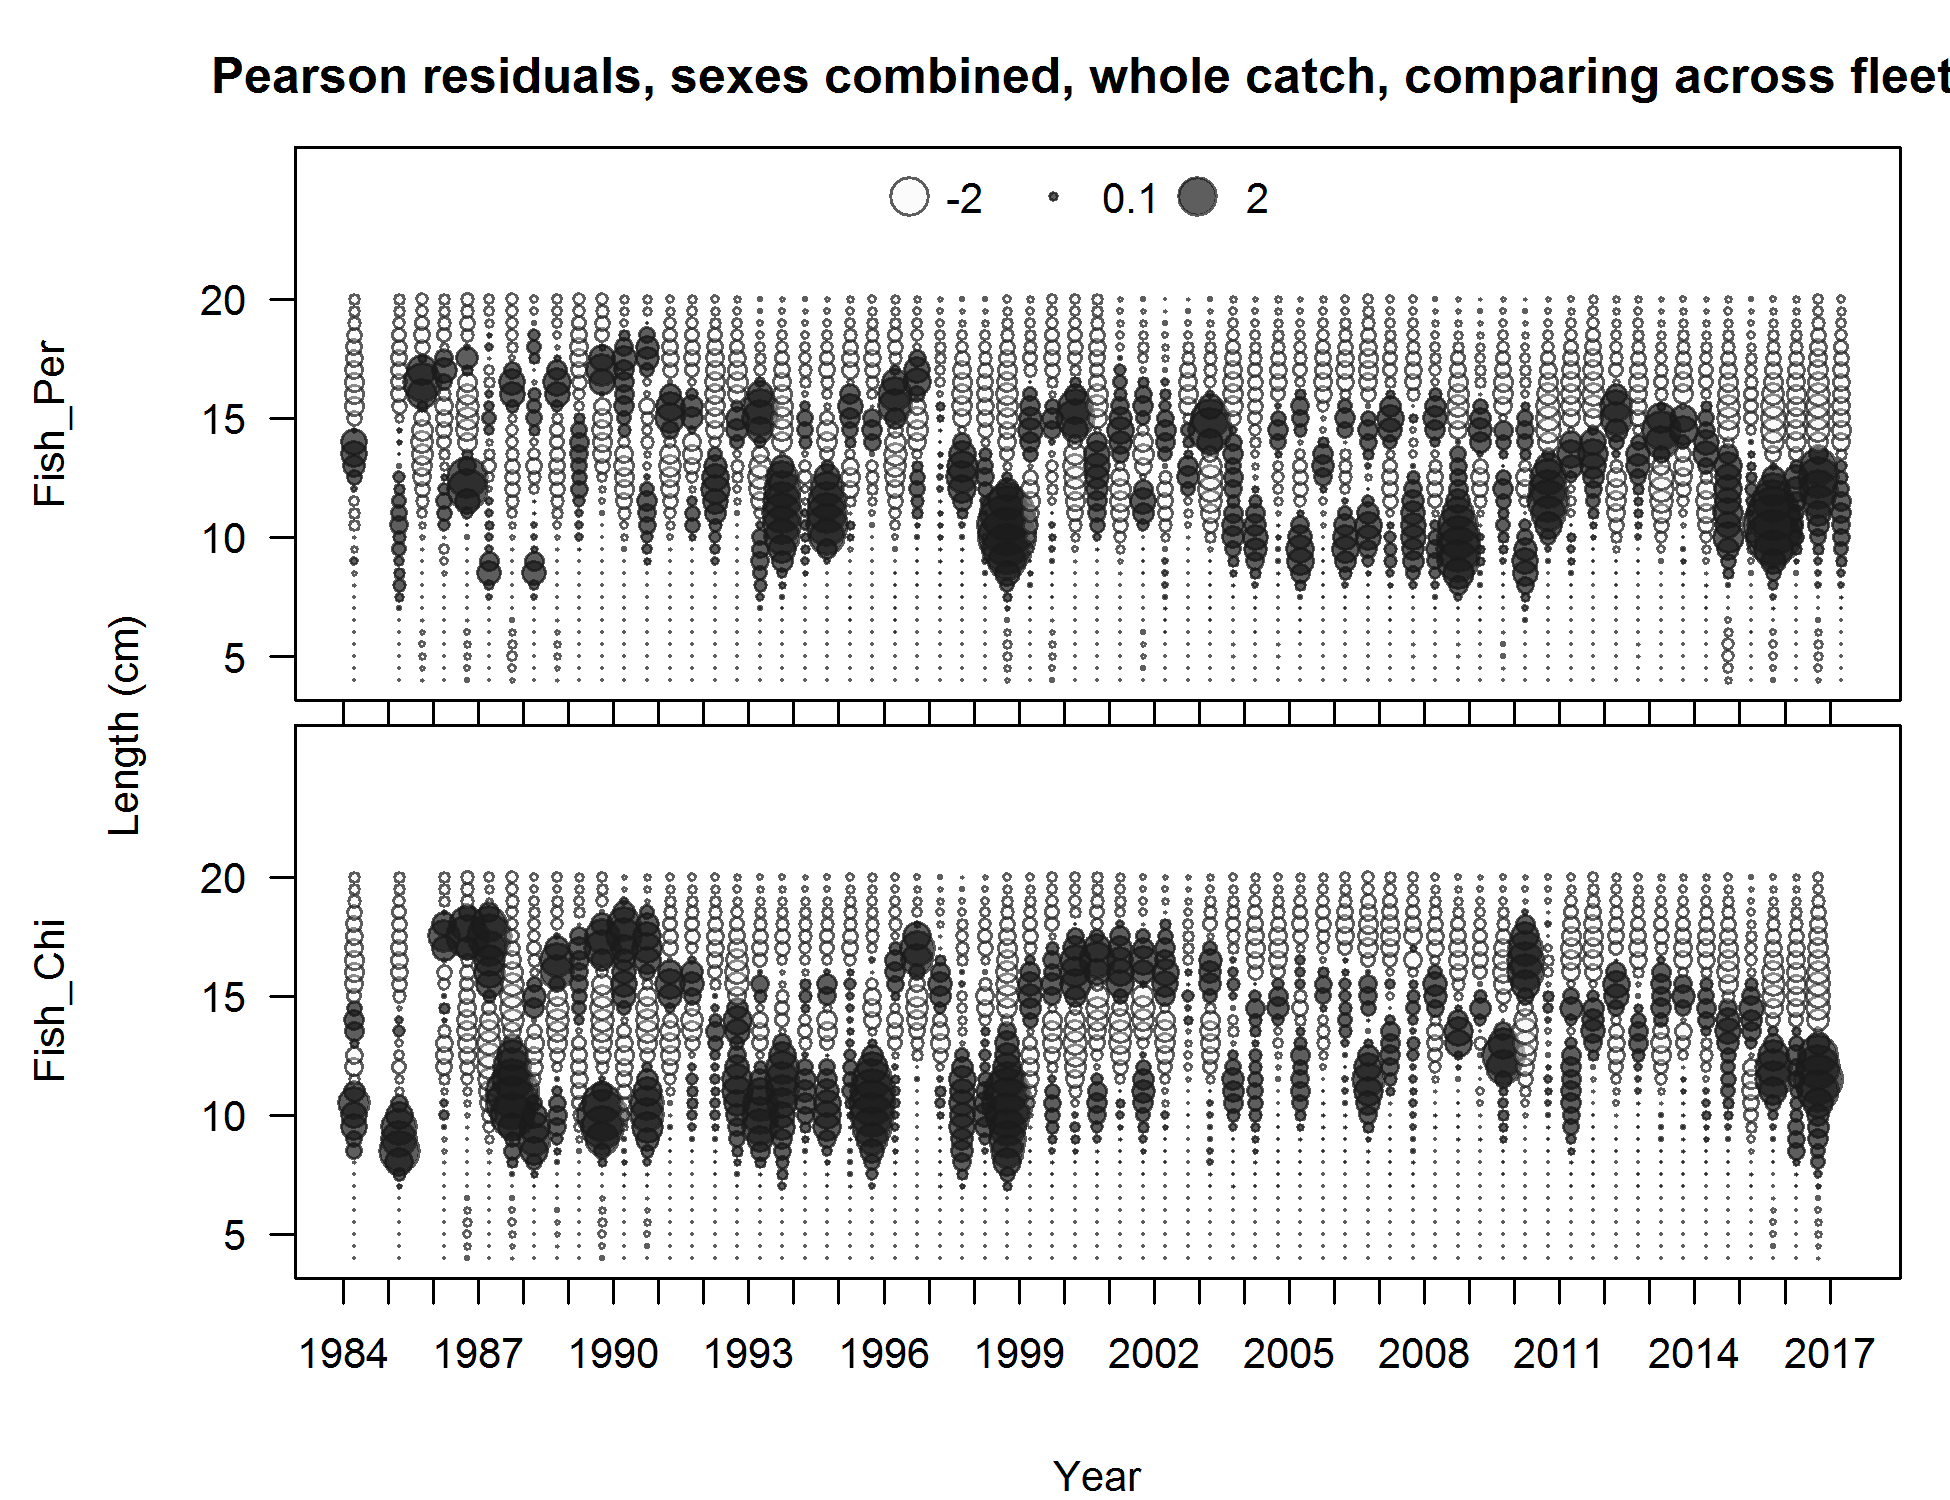 Pearson residuals, sexes combined, whole catch, comparing across fleet
-2 0.1 2
Fish_Per
20
15
10
5
Length (cm)
Fish_Chi
20
15
10
5
1984 1987 1990 1993 1996 1999 2002 2005 2008 2011 2014 2017
Year